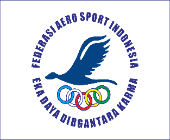 FEDERASI AERO SPORT INDONESIA
EKA DAYA DIRGANTARA KARMA